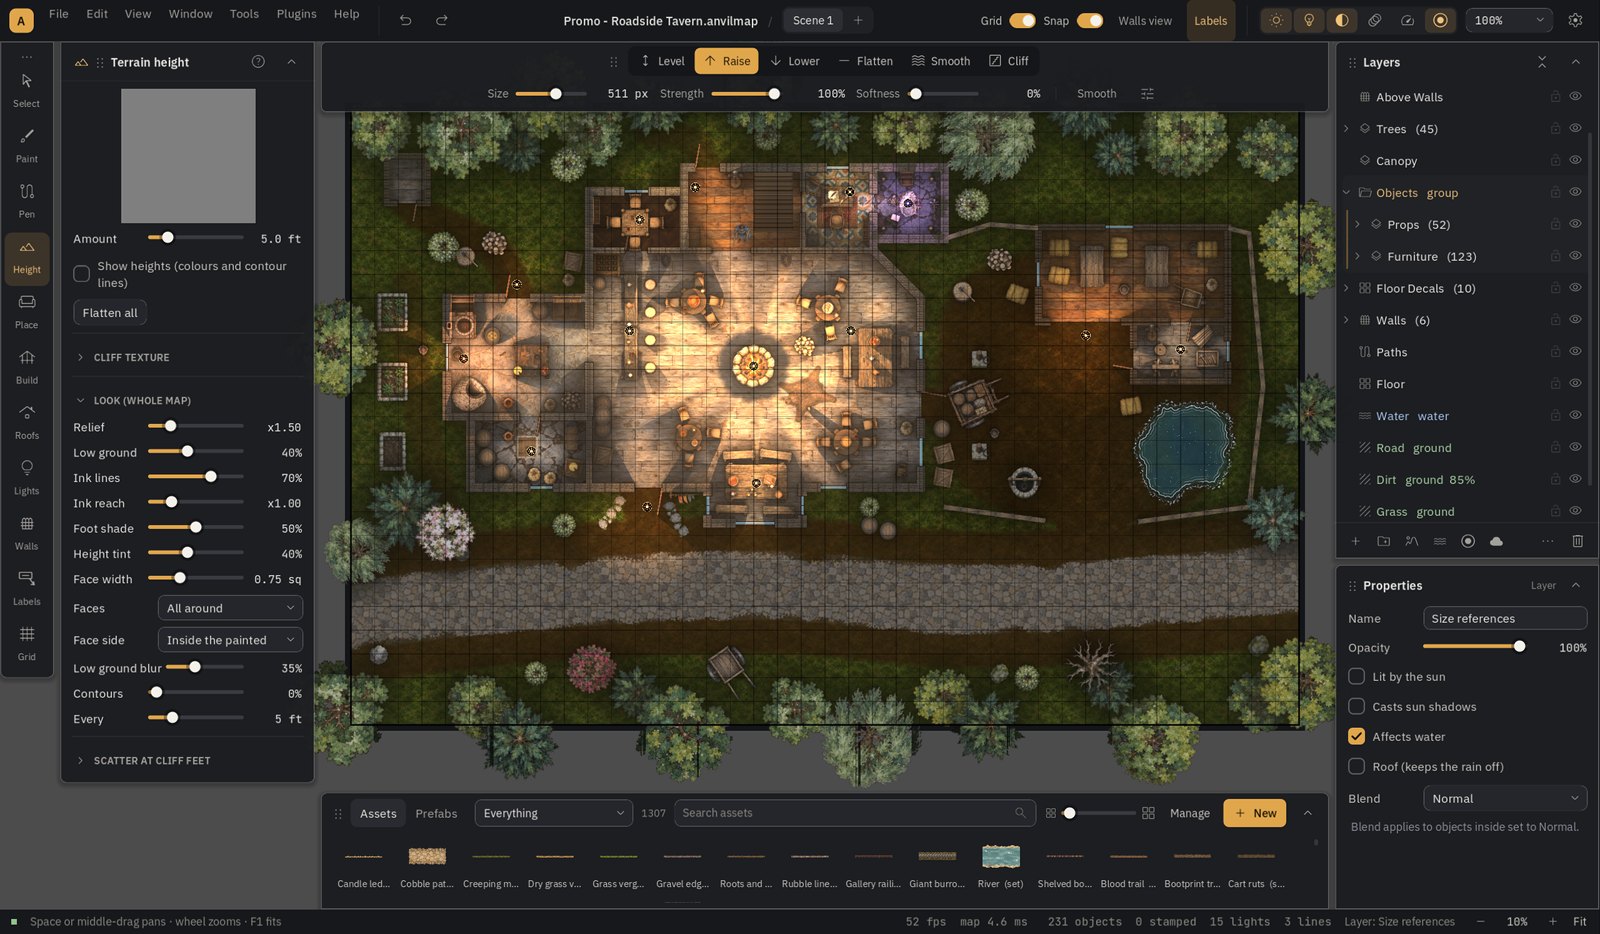 A File Edit View Window Tools Plugins Help Promo - Roadside Tavern.anvilmap / Scene 1 + Grid Snap Walls view Labels 100%
Select
Paint
Pen
Height
Place
Build
Roofs
Lights
Walls
Labels
Grid
Terrain height
Amount 5.0 ft
Show heights (colours and contour
lines)
Flatten all
CLIFF TEXTURE
LOOK (WHOLE MAP)
Relief x1.50
Low ground 40%
Ink lines 70%
Ink reach x1.00
Foot shade 50%
Height tint 40%
Face width 0.75 sq
Faces All around
Face side Inside the painted
Low ground blur 35%
Contours 0%
Every 5 ft
SCATTER AT CLIFF FEET
Level Raise Lower Flatten Smooth Cliff
Size 511 px Strength 100% Softness 0% Smooth
Layers
Above Walls
Trees (45)
Canopy
Objects group
Props (52)
Furniture (123)
Floor Decals (10)
Walls (6)
Paths
Floor
Water water
Road ground
Dirt ground 85%
Grass ground
Properties Layer
Name Size references
Opacity 100%
Lit by the sun
Casts sun shadows
Affects water
Roof (keeps the rain off)
Blend Normal
Blend applies to objects inside set to Normal.
Assets Prefabs Everything 1307 Search assets Manage + New
Candle led... Cobble pat... Creeping m... Dry grass v... Grass verg... Gravel edg... Roots and ... Rubble line... Gallery raili... Giant burro... River (set) Shelved bo... Blood trail ... Bootprint tr... Cart ruts (s...
Space or middle-drag pans · wheel zooms · F1 fits 52 fps map 4.6 ms 231 objects 0 stamped 15 lights 3 lines Layer: Size references − 10% + Fit